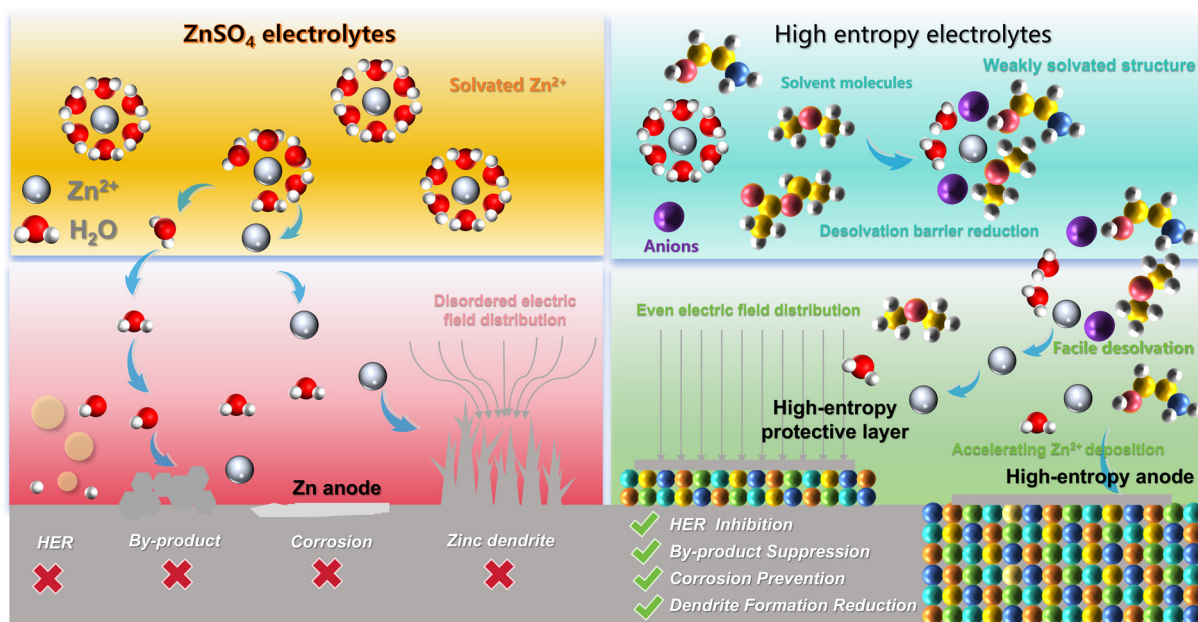 ZnSO₄ electrolytes
Solvated Zn²⁺
Zn²⁺
H₂O
Disordered electric
field distribution
Zn anode
HER
By-product
Corrosion
Zinc dendrite
High entropy electrolytes
Solvent molecules
Weakly solvated structure
Anions
Desolvation barrier reduction
Even electric field distribution
Facile desolvation
High-entropy
protective layer
Accelerating Zn²⁺ deposition
High-entropy anode
HER Inhibition
By-product Suppression
Corrosion Prevention
Dendrite Formation Reduction